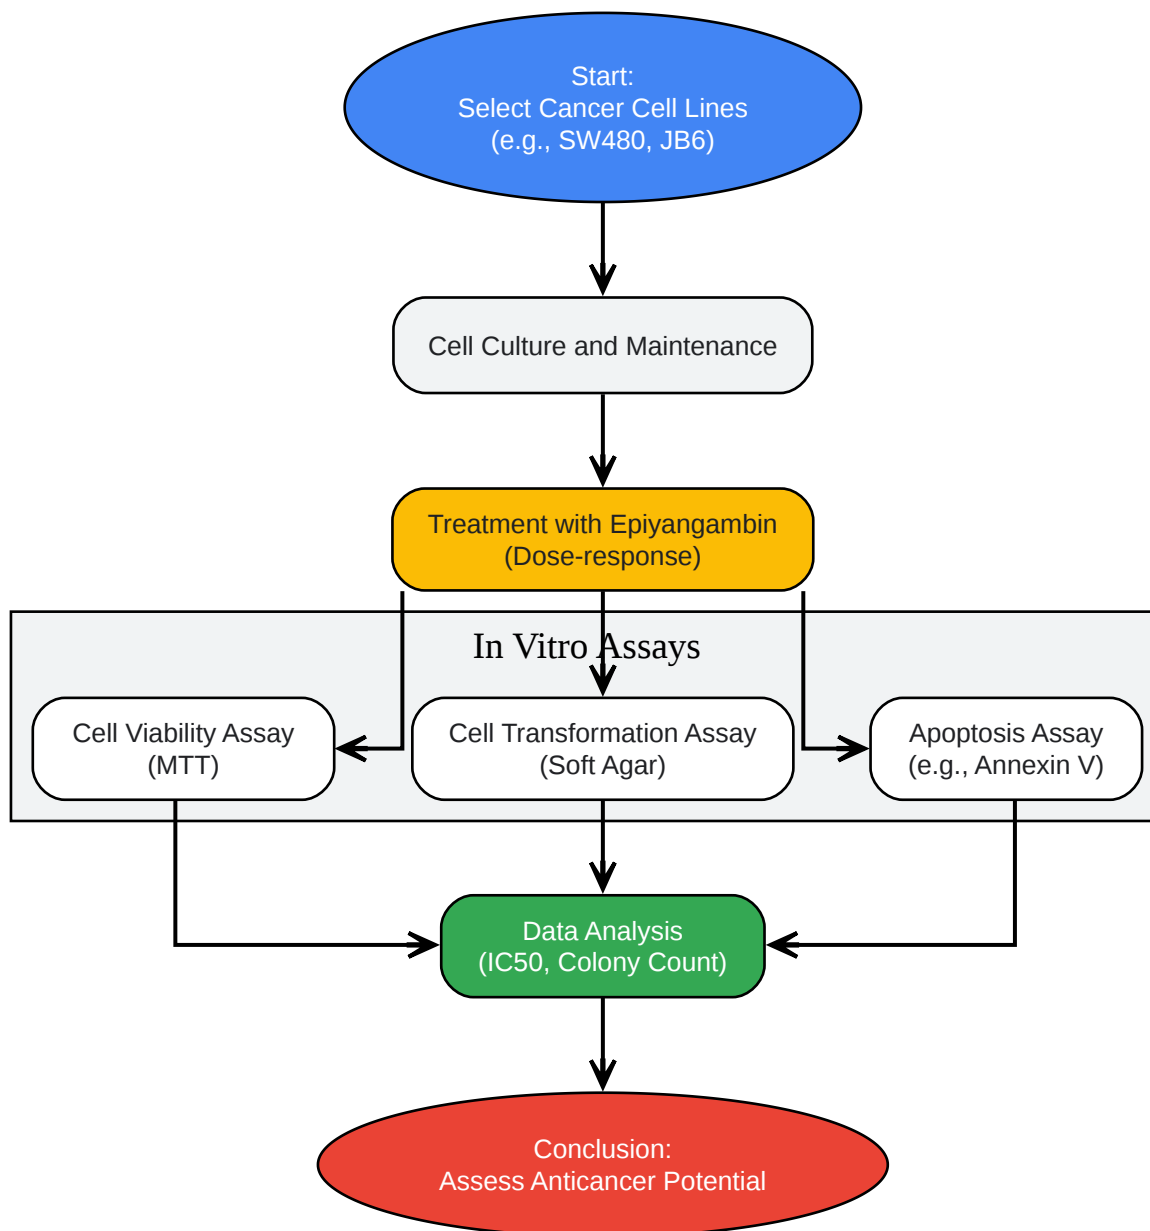 Start:
Select Cancer Cell Lines
(e.g., SW480, JB6)
Cell Culture and Maintenance
Treatment with Epiyangambin
(Dose-response)
In Vitro Assays
Cell Viability Assay
(MTT)
Cell Transformation Assay
(Soft Agar)
Apoptosis Assay
(e.g., Annexin V)
Data Analysis
(IC50, Colony Count)
Conclusion:
Assess Anticancer Potential